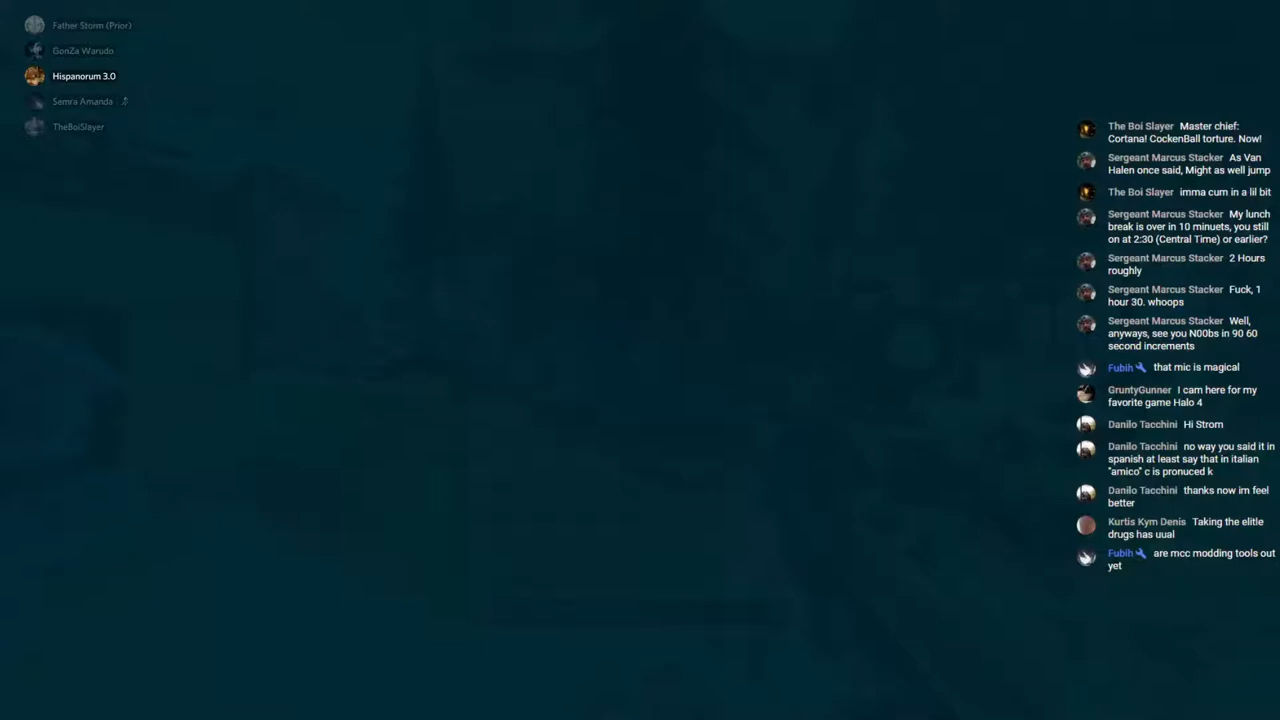 Father Storm (Prior)
GonZa Warudo
Hispanorum 3.0
Semra Amanda
TheBoiSlayer
The Boi Slayer Master chief:
Cortana! CockenBall torture. Now!
Sergeant Marcus Stacker As Van
Halen once said, Might as well jump
The Boi Slayer imma cum in a lil bit
Sergeant Marcus Stacker My lunch
break is over in 10 minuets, you still
on at 2:30 (Central Time) or earlier?
Sergeant Marcus Stacker 2 Hours
roughly
Sergeant Marcus Stacker Fuck, 1
hour 30. whoops
Sergeant Marcus Stacker Well,
anyways, see you N00bs in 90 60
second increments
Fubih that mic is magical
GruntyGunner I cam here for my
favorite game Halo 4
Danilo Tacchini Hi Strom
Danilo Tacchini no way you said it in
spanish at least say that in italian
"amico" c is pronuced k
Danilo Tacchini thanks now im feel
better
Kurtis Kym Denis Taking the elitle
drugs has uual
Fubih are mcc modding tools out
yet